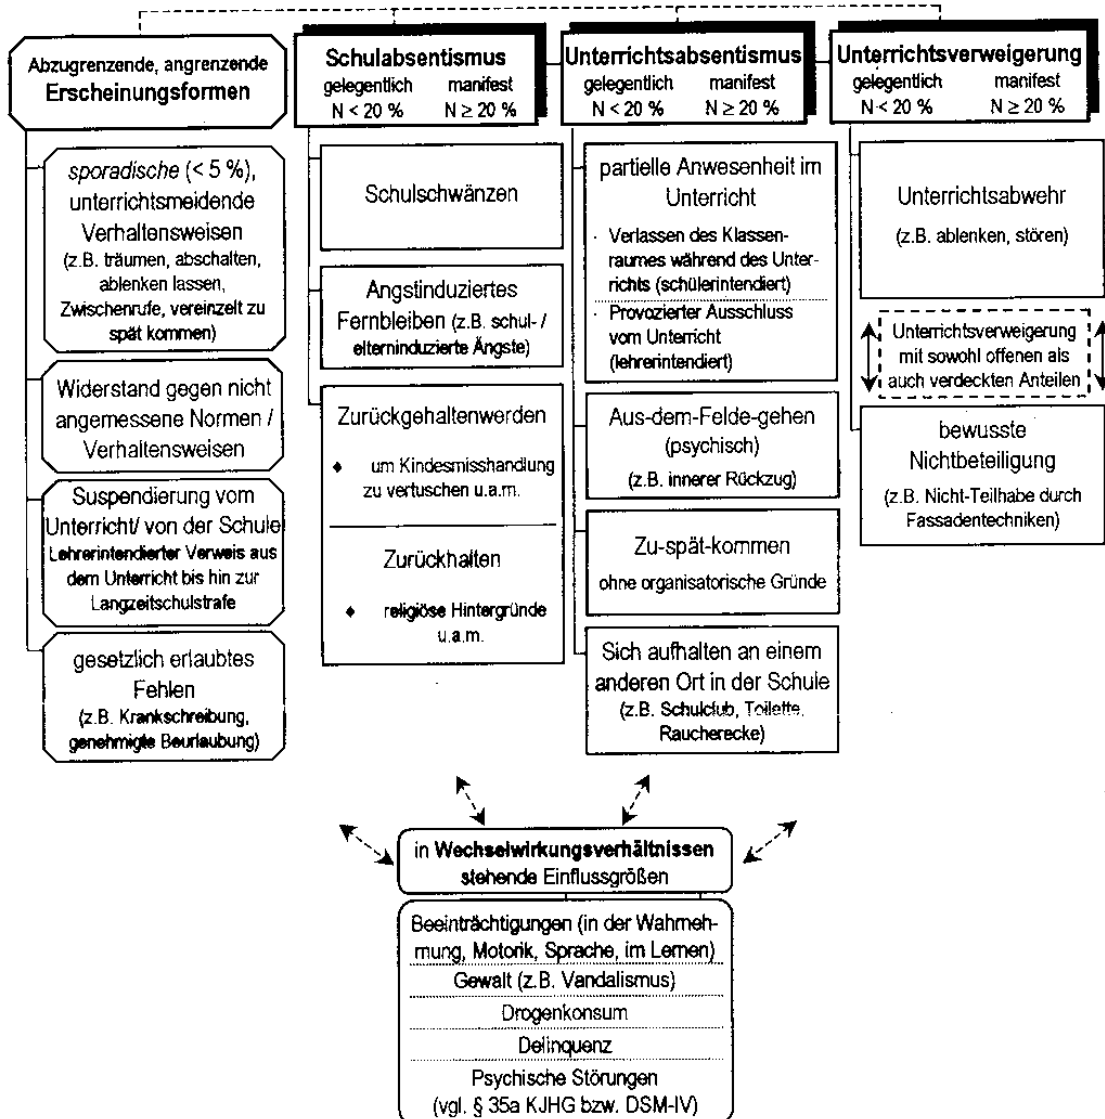 Abzugrenzende, angrenzende
Erscheinungsformen
sporadische (< 5 %),
unterrichtsmeidende
Verhaltensweisen
(z.B. träumen, abschalten,
ablenken lassen,
Zwischenrufe, vereinzelt zu
spät kommen)
Widerstand gegen nicht
angemessene Normen /
Verhaltensweisen
Suspendierung vom
Unterricht/ von der Schule
Lehrerintendierter Verweis aus
dem Unterricht bis hin zur
Langzeitschulstrafe
gesetzlich erlaubtes
Fehlen
(z.B. Krankschreibung,
genehmigte Beurlaubung)
Schulabsentismus
gelegentlich manifest
N < 20 % N ≥ 20 %
Schulschwänzen
Angstinduziertes
Fernbleiben (z.B. schul- /
elterninduzierte Ängste)
Zurückgehaltenwerden
♦ um Kindesmisshandlung
zu vertuschen u.a.m.
Zurückhalten
♦ religiöse Hintergründe
u.a.m.
Unterrichtsabsentismus
gelegentlich manifest
N < 20 % N ≥ 20 %
partielle Anwesenheit im
Unterricht
· Verlassen des Klassen-
raumes während des Unter-
richts (schülerintendiert)
· Provozierter Ausschluss
vom Unterricht
(lehrerintendiert)
Aus-dem-Felde-gehen
(psychisch)
(z.B. innerer Rückzug)
Zu-spät-kommen
ohne organisatorische Gründe
Sich aufhalten an einem
anderen Ort in der Schule
(z.B. Schulclub, Toilette,
Raucherecke)
Unterrichtsverweigerung
gelegentlich manifest
N < 20 % N ≥ 20 %
Unterrichtsabwehr
(z.B. ablenken, stören)
Unterrichtsverweigerung
mit sowohl offenen als
auch verdeckten Anteilen
bewusste
Nichtbeteiligung
(z.B. Nicht-Teilhabe durch
Fassadentechniken)
in Wechselwirkungsverhältnissen
stehende Einflussgrößen
Beeinträchtigungen (in der Wahrneh-
mung, Motorik, Sprache, im Lernen)
Gewalt (z.B. Vandalismus)
Drogenkonsum
Delinquenz
Psychische Störungen
(vgl. § 35a KJHG bzw. DSM-IV)